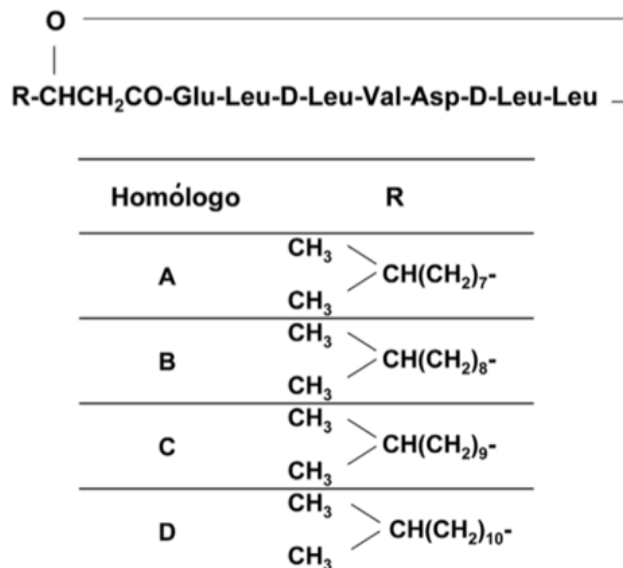 O
R-CHCH₂CO-Glu-Leu-D-Leu-Val-Asp-D-Leu-Leu
Homólogo R
CH₃
A CH(CH₂)₇-
CH₃
CH₃
B CH(CH₂)₈-
CH₃
CH₃
C CH(CH₂)₉-
CH₃
CH₃
D CH(CH₂)₁₀-
CH₃